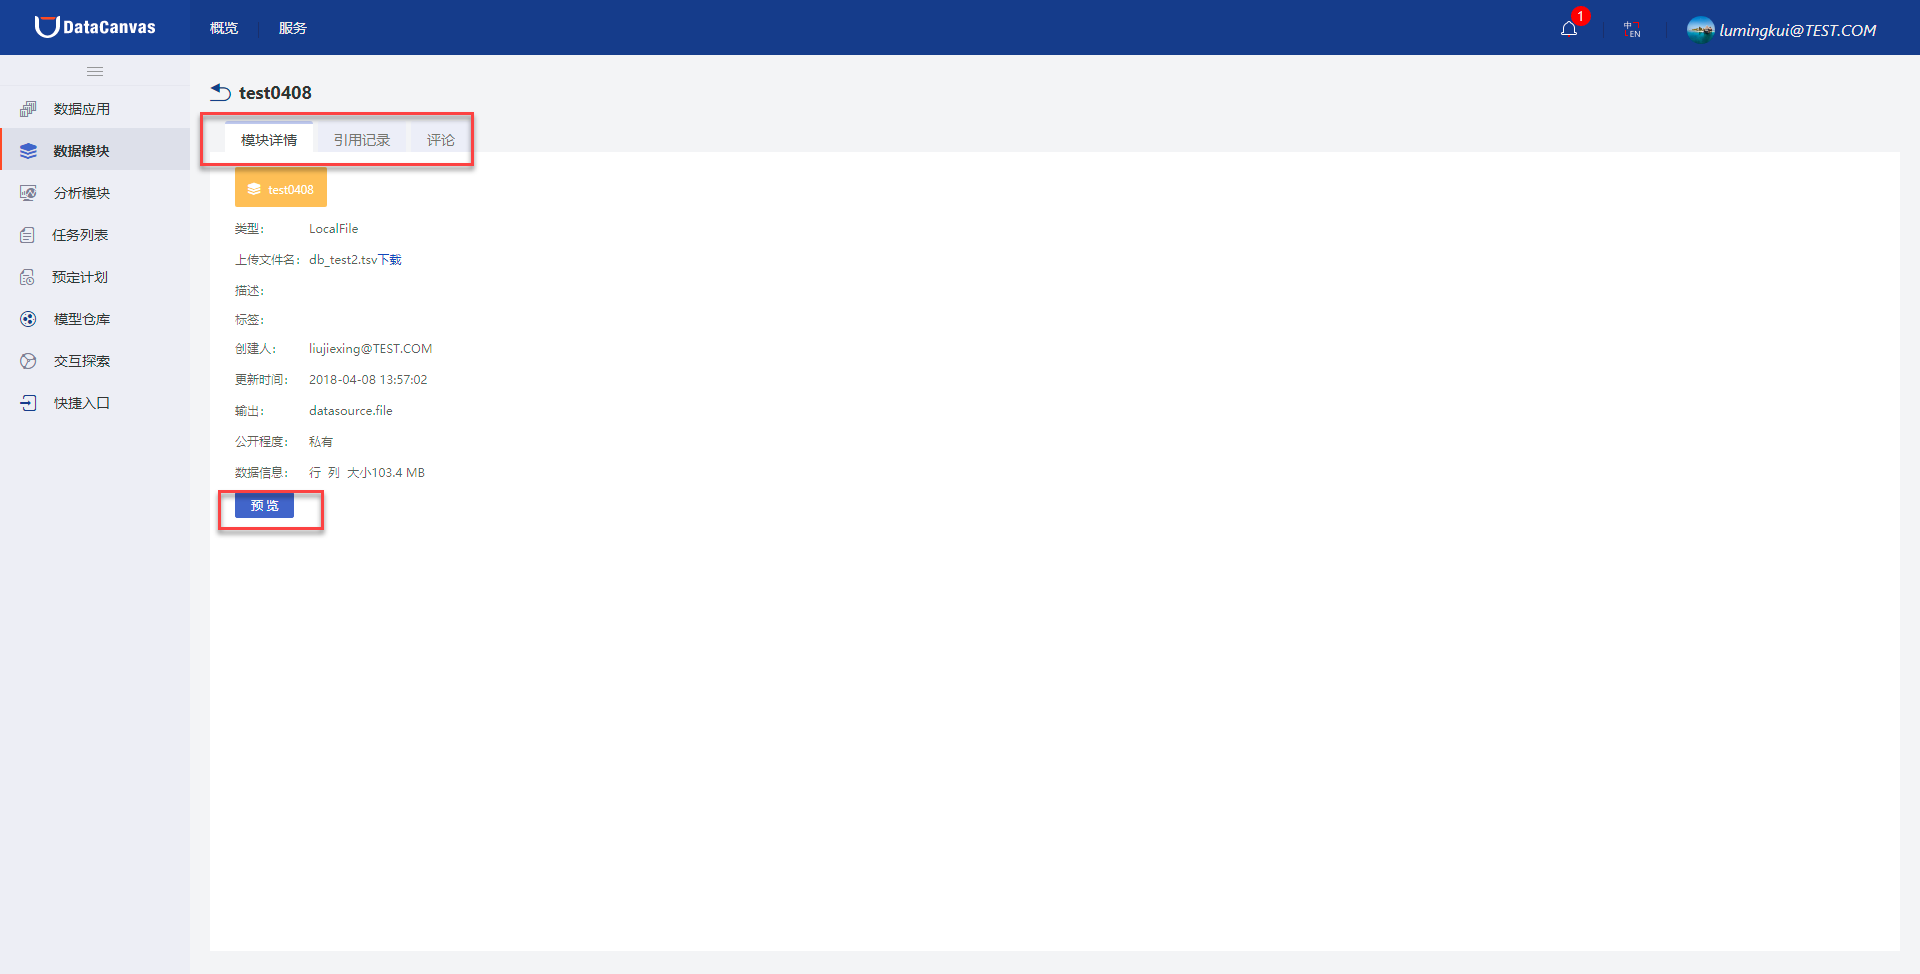 DataCanvas
概览
服务
1
中
EN
lumingkui@TEST.COM
数据应用
数据模块
分析模块
任务列表
预定计划
模型仓库
交互探索
快捷入口
test0408
模块详情
引用记录
评论
test0408
类型： LocalFile
上传文件名： db_test2.tsv下载
描述：
标签：
创建人： liujiexing@TEST.COM
更新时间： 2018-04-08 13:57:02
输出： datasource.file
公开程度： 私有
数据信息： 行 列 大小103.4 MB
预 览